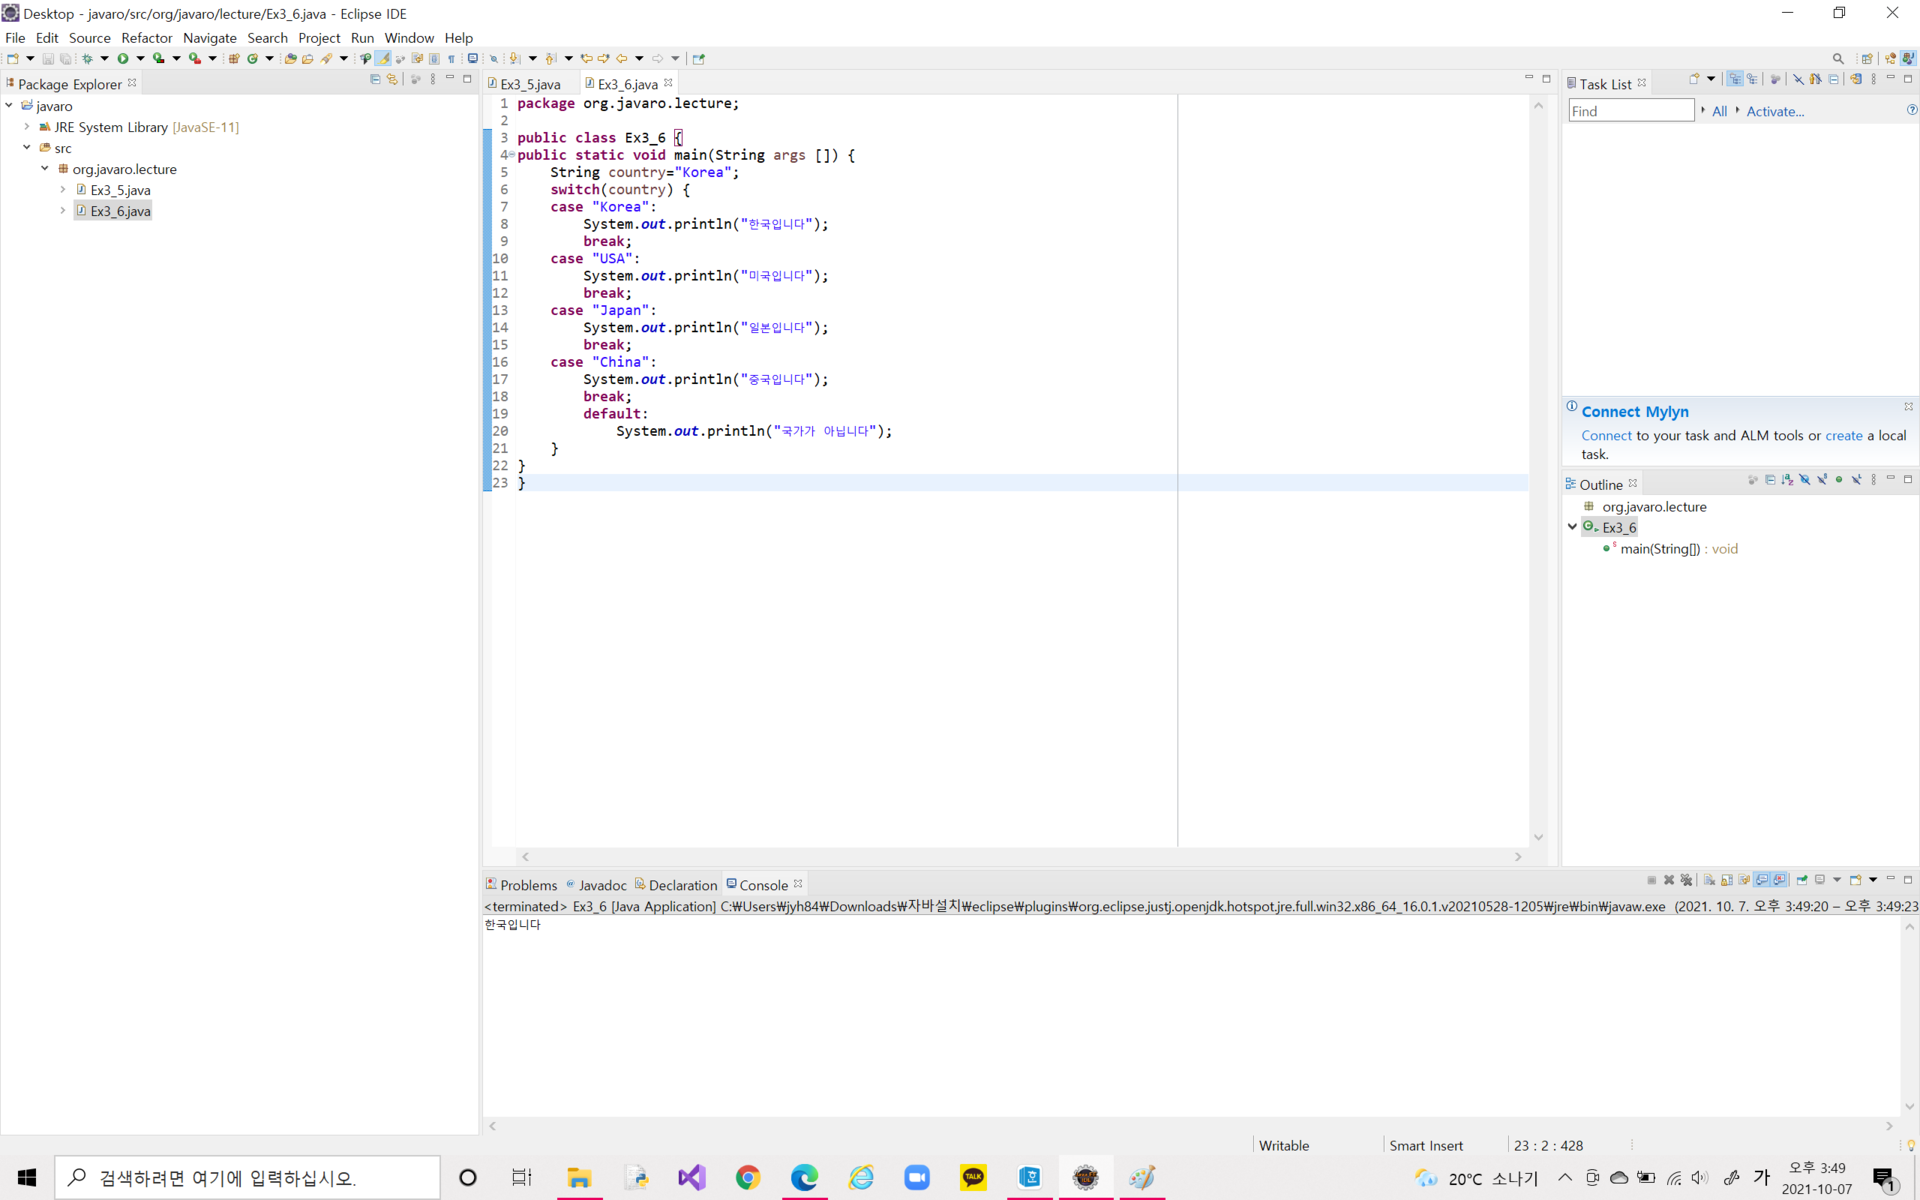 Desktop - javaro/src/org/javaro/lecture/Ex3_6.java - Eclipse IDE
File Edit Source Refactor Navigate Search Project Run Window Help
Package Explorer
javaro
JRE System Library [JavaSE-11]
src
org.javaro.lecture
Ex3_5.java
Ex3_6.java
Ex3_5.java Ex3_6.java
1 package org.javaro.lecture;
2
3 public class Ex3_6 {
4 public static void main(String args []) {
5 String country="Korea";
6 switch(country) {
7 case "Korea":
8 System.out.println("한국입니다");
9 break;
10 case "USA":
11 System.out.println("미국입니다");
12 break;
13 case "Japan":
14 System.out.println("일본입니다");
15 break;
16 case "China":
17 System.out.println("중국입니다");
18 break;
19 default:
20 System.out.println("국가가 아닙니다");
21 }
22 }
23 }
Task List
Find All Activate...
Connect Mylyn
Connect to your task and ALM tools or create a local
task.
Outline
org.javaro.lecture
Ex3_6
main(String[]) : void
Problems Javadoc Declaration Console
<terminated> Ex3_6 [Java Application] C:₩Users₩jyh84₩Downloads₩자바설치₩eclipse₩plugins₩org.eclipse.justj.openjdk.hotspot.jre.full.win32.x86_64_16.0.1.v20210528-1205₩jre₩bin₩javaw.exe (2021. 10. 7. 오후 3:49:20 – 오후 3:49:23
한국입니다
Writable Smart Insert 23 : 2 : 428
검색하려면 여기에 입력하십시오.
TALK
20°C 소나기
가
오후 3:49
2021-10-07
1